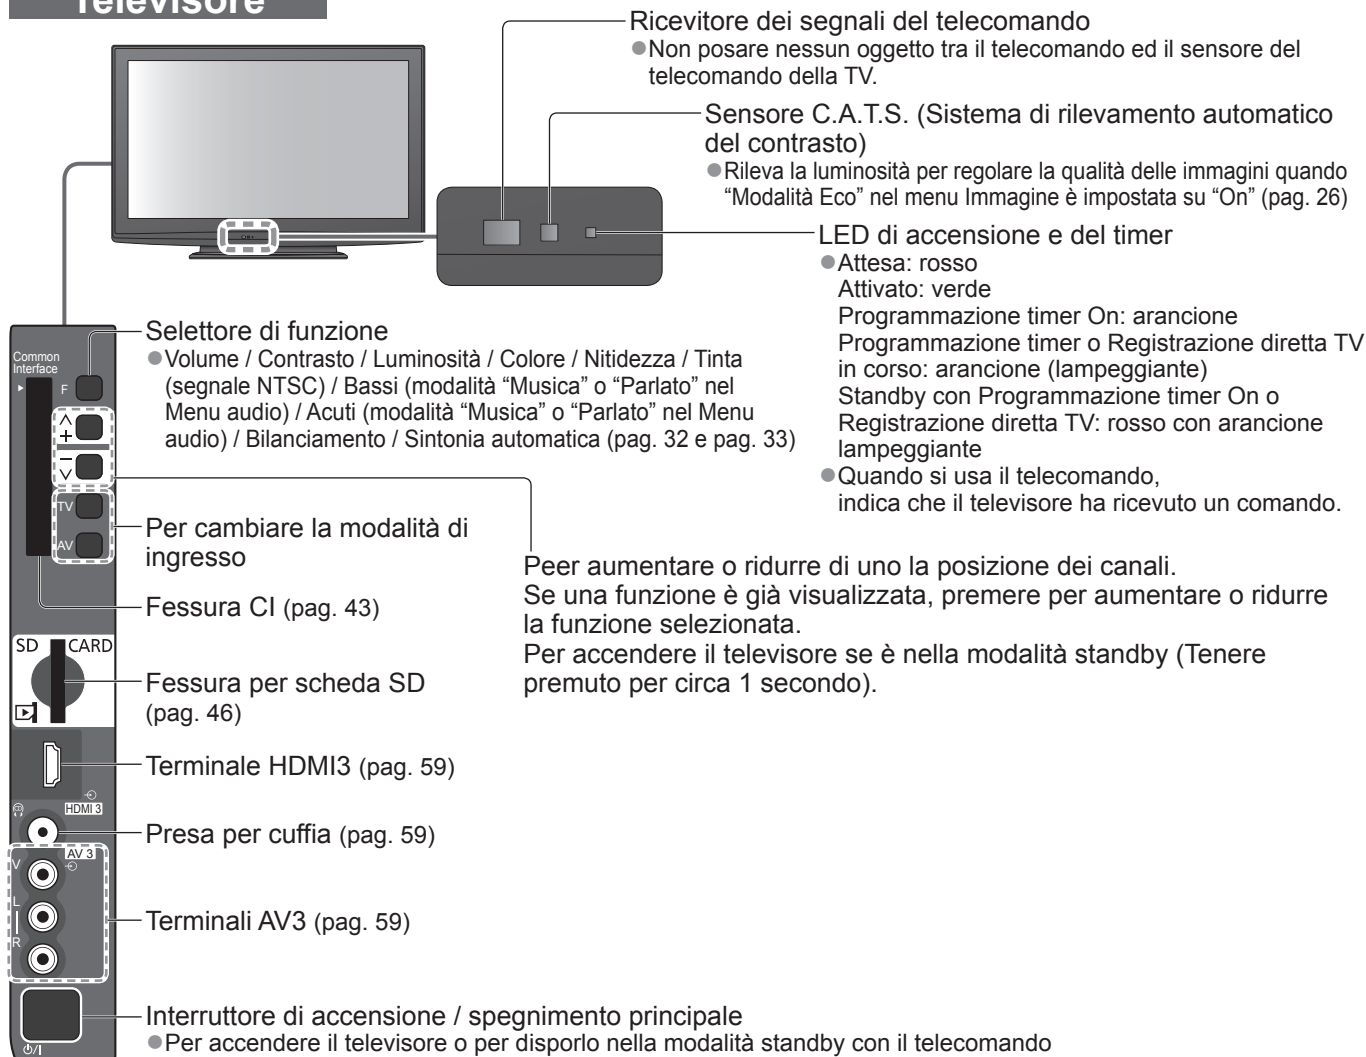 Televisore
Ricevitore dei segnali del telecomando
●Non posare nessun oggetto tra il telecomando ed il sensore del
telecomando della TV.
Sensore C.A.T.S. (Sistema di rilevamento automatico
del contrasto)
●Rileva la luminosità per regolare la qualità delle immagini quando
“Modalità Eco” nel menu Immagine è impostata su “On” (pag. 26)
LED di accensione e del timer
●Attesa: rosso
Attivato: verde
Programmazione timer On: arancione
Programmazione timer o Registrazione diretta TV
in corso: arancione (lampeggiante)
Standby con Programmazione timer On o
Registrazione diretta TV: rosso con arancione
lampeggiante
●Quando si usa il telecomando,
indica che il televisore ha ricevuto un comando.
Common
Interface
F
+
−
TV
AV
Selettore di funzione
●Volume / Contrasto / Luminosità / Colore / Nitidezza / Tinta
(segnale NTSC) / Bassi (modalità “Musica” o “Parlato” nel
Menu audio) / Acuti (modalità “Musica” o “Parlato” nel Menu
audio) / Bilanciamento / Sintonia automatica (pag. 32 e pag. 33)
Per cambiare la modalità di
ingresso
Peer aumentare o ridurre di uno la posizione dei canali.
Se una funzione è già visualizzata, premere per aumentare o ridurre
la funzione selezionata.
Per accendere il televisore se è nella modalità standby (Tenere
premuto per circa 1 secondo).
Fessura CI (pag. 43)
SD CARD
Fessura per scheda SD
(pag. 46)
Terminale HDMI3 (pag. 59)
HDMI 3
Presa per cuffia (pag. 59)
AV 3
V
L
R
Terminali AV3 (pag. 59)
Interruttore di accensione / spegnimento principale
●Per accendere il televisore o per disporlo nella modalità standby con il telecomando